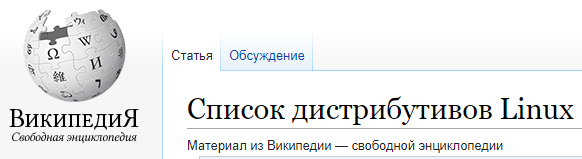 Статья Обсуждение
Список дистрибутивов Linux
ВикипедиЯ
Свободная энциклопедия
Материал из Википедии — свободной энциклопедии